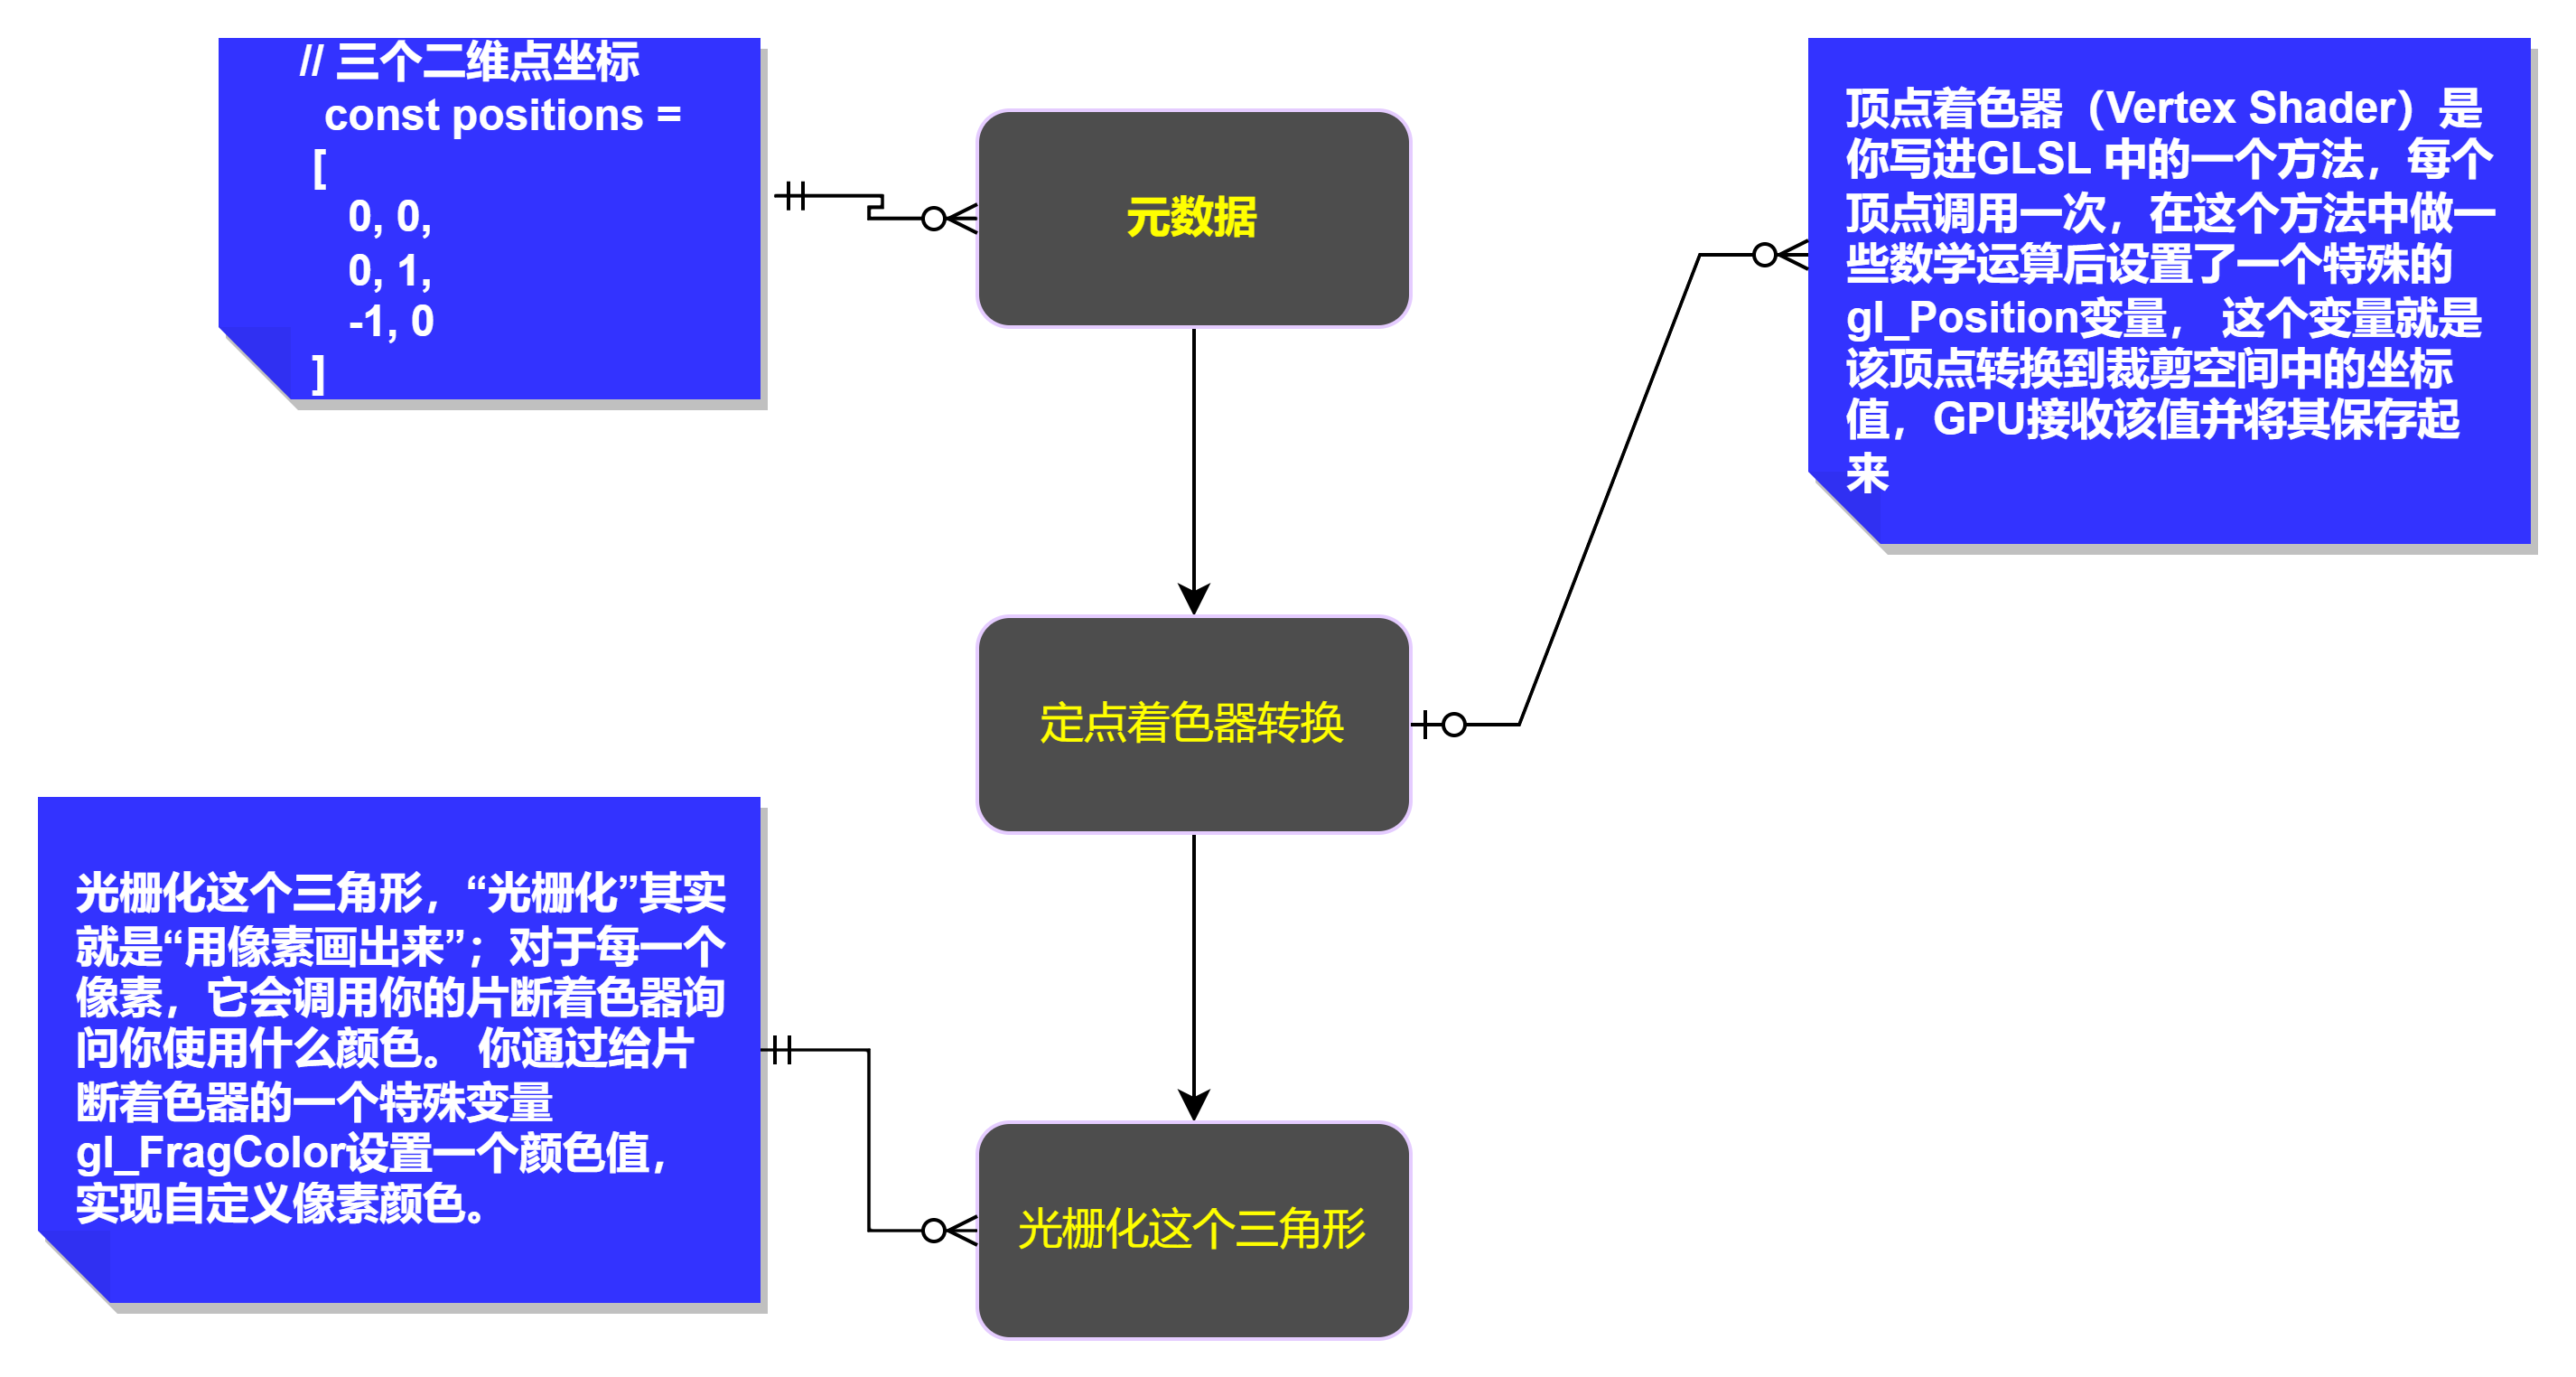 // 三个二维点坐标
const positions =
[
0, 0,
0, 1,
-1, 0
]
元数据
顶点着色器（Vertex Shader）是
你写进GLSL 中的一个方法，每个
顶点调用一次，在这个方法中做一
些数学运算后设置了一个特殊的
gl_Position变量， 这个变量就是
该顶点转换到裁剪空间中的坐标
值，GPU接收该值并将其保存起
来
定点着色器转换
光栅化这个三角形，“光栅化”其实
就是“用像素画出来”；对于每一个
像素，它会调用你的片断着色器询
问你使用什么颜色。 你通过给片
断着色器的一个特殊变量
gl_FragColor设置一个颜色值，
实现自定义像素颜色。
光栅化这个三角形